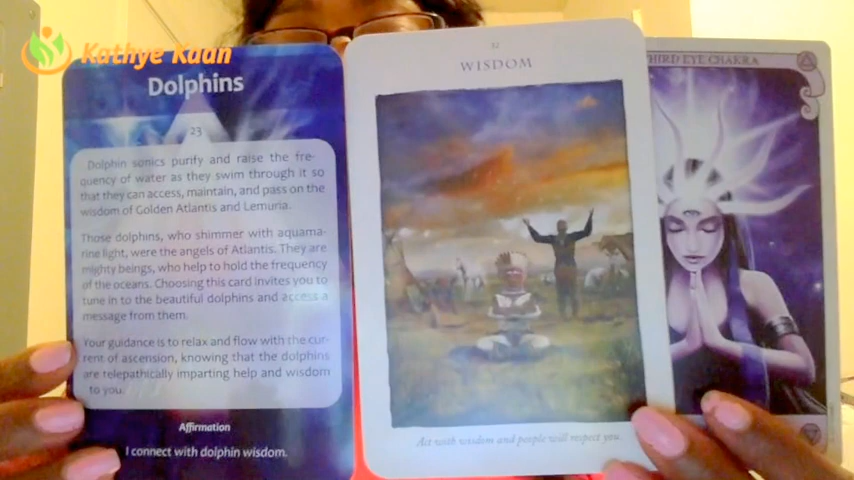 Kathye Kaan
Dolphins
23
Dolphin sonics purify and raise the fre-
quency of water as they swim through it so
that they can access, maintain, and pass on the
wisdom of Golden Atlantis and Lemuria.
Those dolphins, who shimmer with aquama-
rine light, were the angels of Atlantis. They are
mighty beings, who help to hold the frequency
of the oceans. Choosing this card invites you to
tune in to the beautiful dolphins and access a
message from them.
Your guidance is to relax and flow with the cur-
rent of ascension, knowing that the dolphins
are telepathically imparting help and wisdom
to you.
Affirmation
I connect with dolphin wisdom.
32
WISDOM
Act with wisdom and people will respect you
HIRD EYE CHAKRA